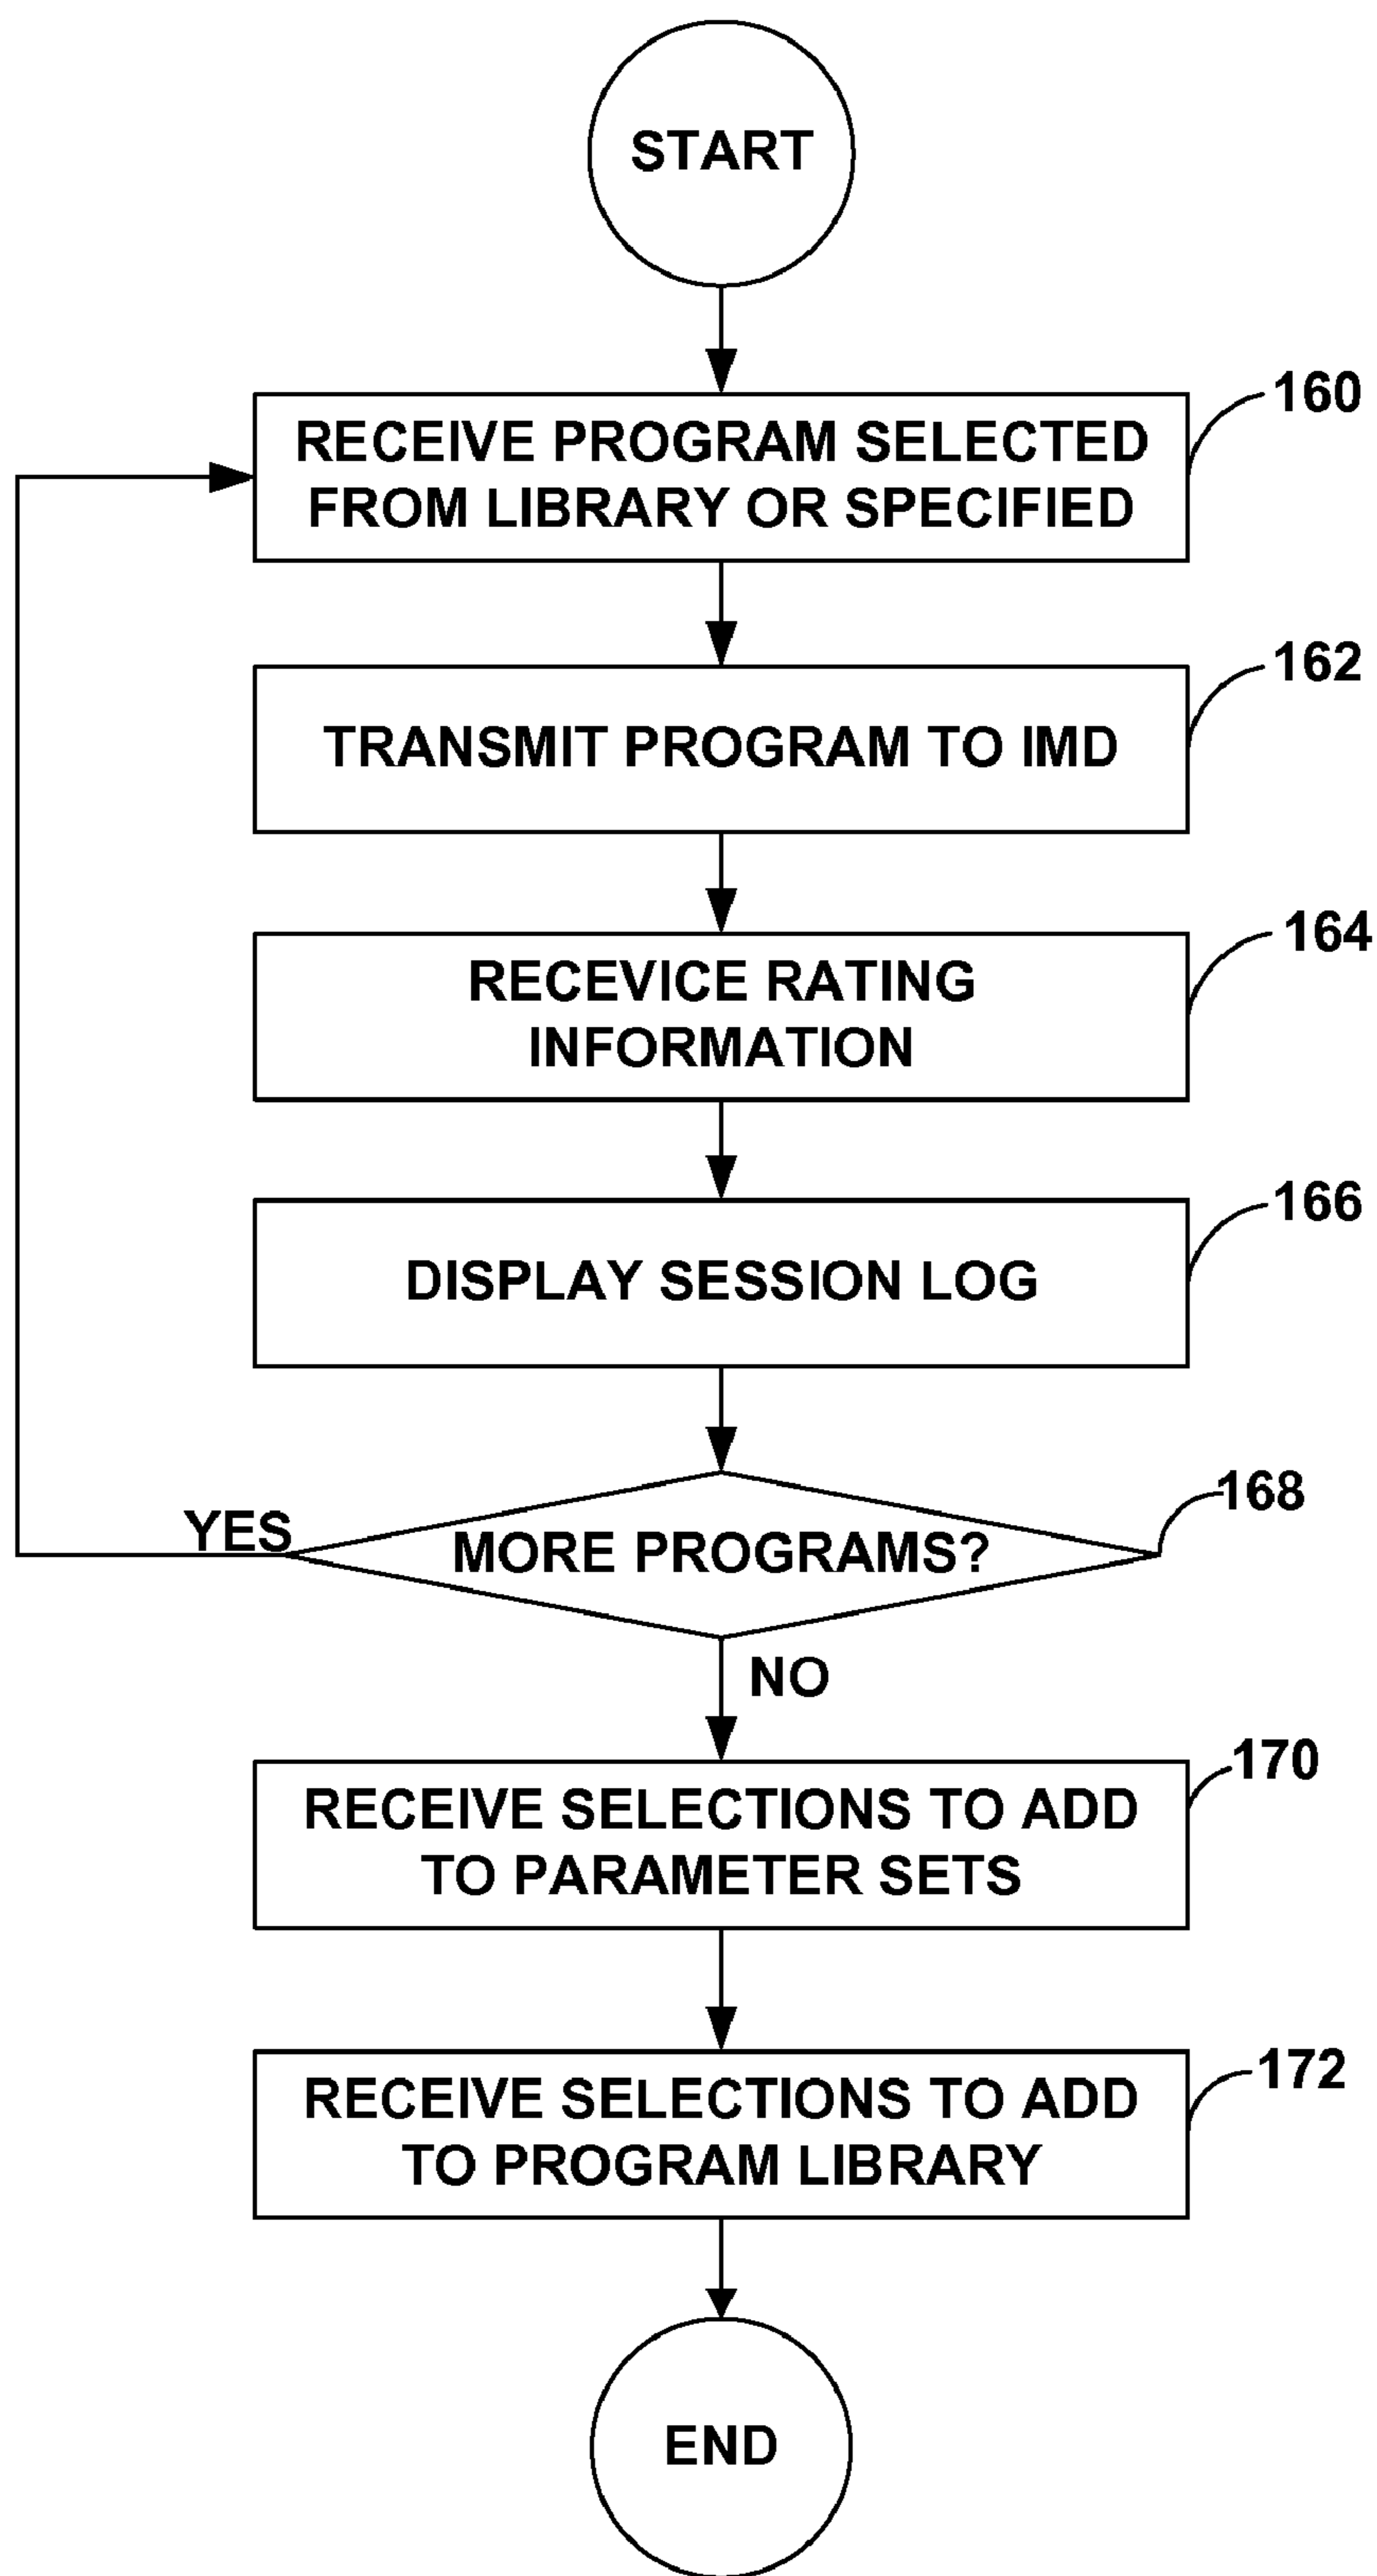 START
160
RECEIVE PROGRAM SELECTED
FROM LIBRARY OR SPECIFIED
162
TRANSMIT PROGRAM TO IMD
164
RECEVICE RATING
INFORMATION
166
DISPLAY SESSION LOG
168
YES
MORE PROGRAMS?
NO
170
RECEIVE SELECTIONS TO ADD
TO PARAMETER SETS
172
RECEIVE SELECTIONS TO ADD
TO PROGRAM LIBRARY
END